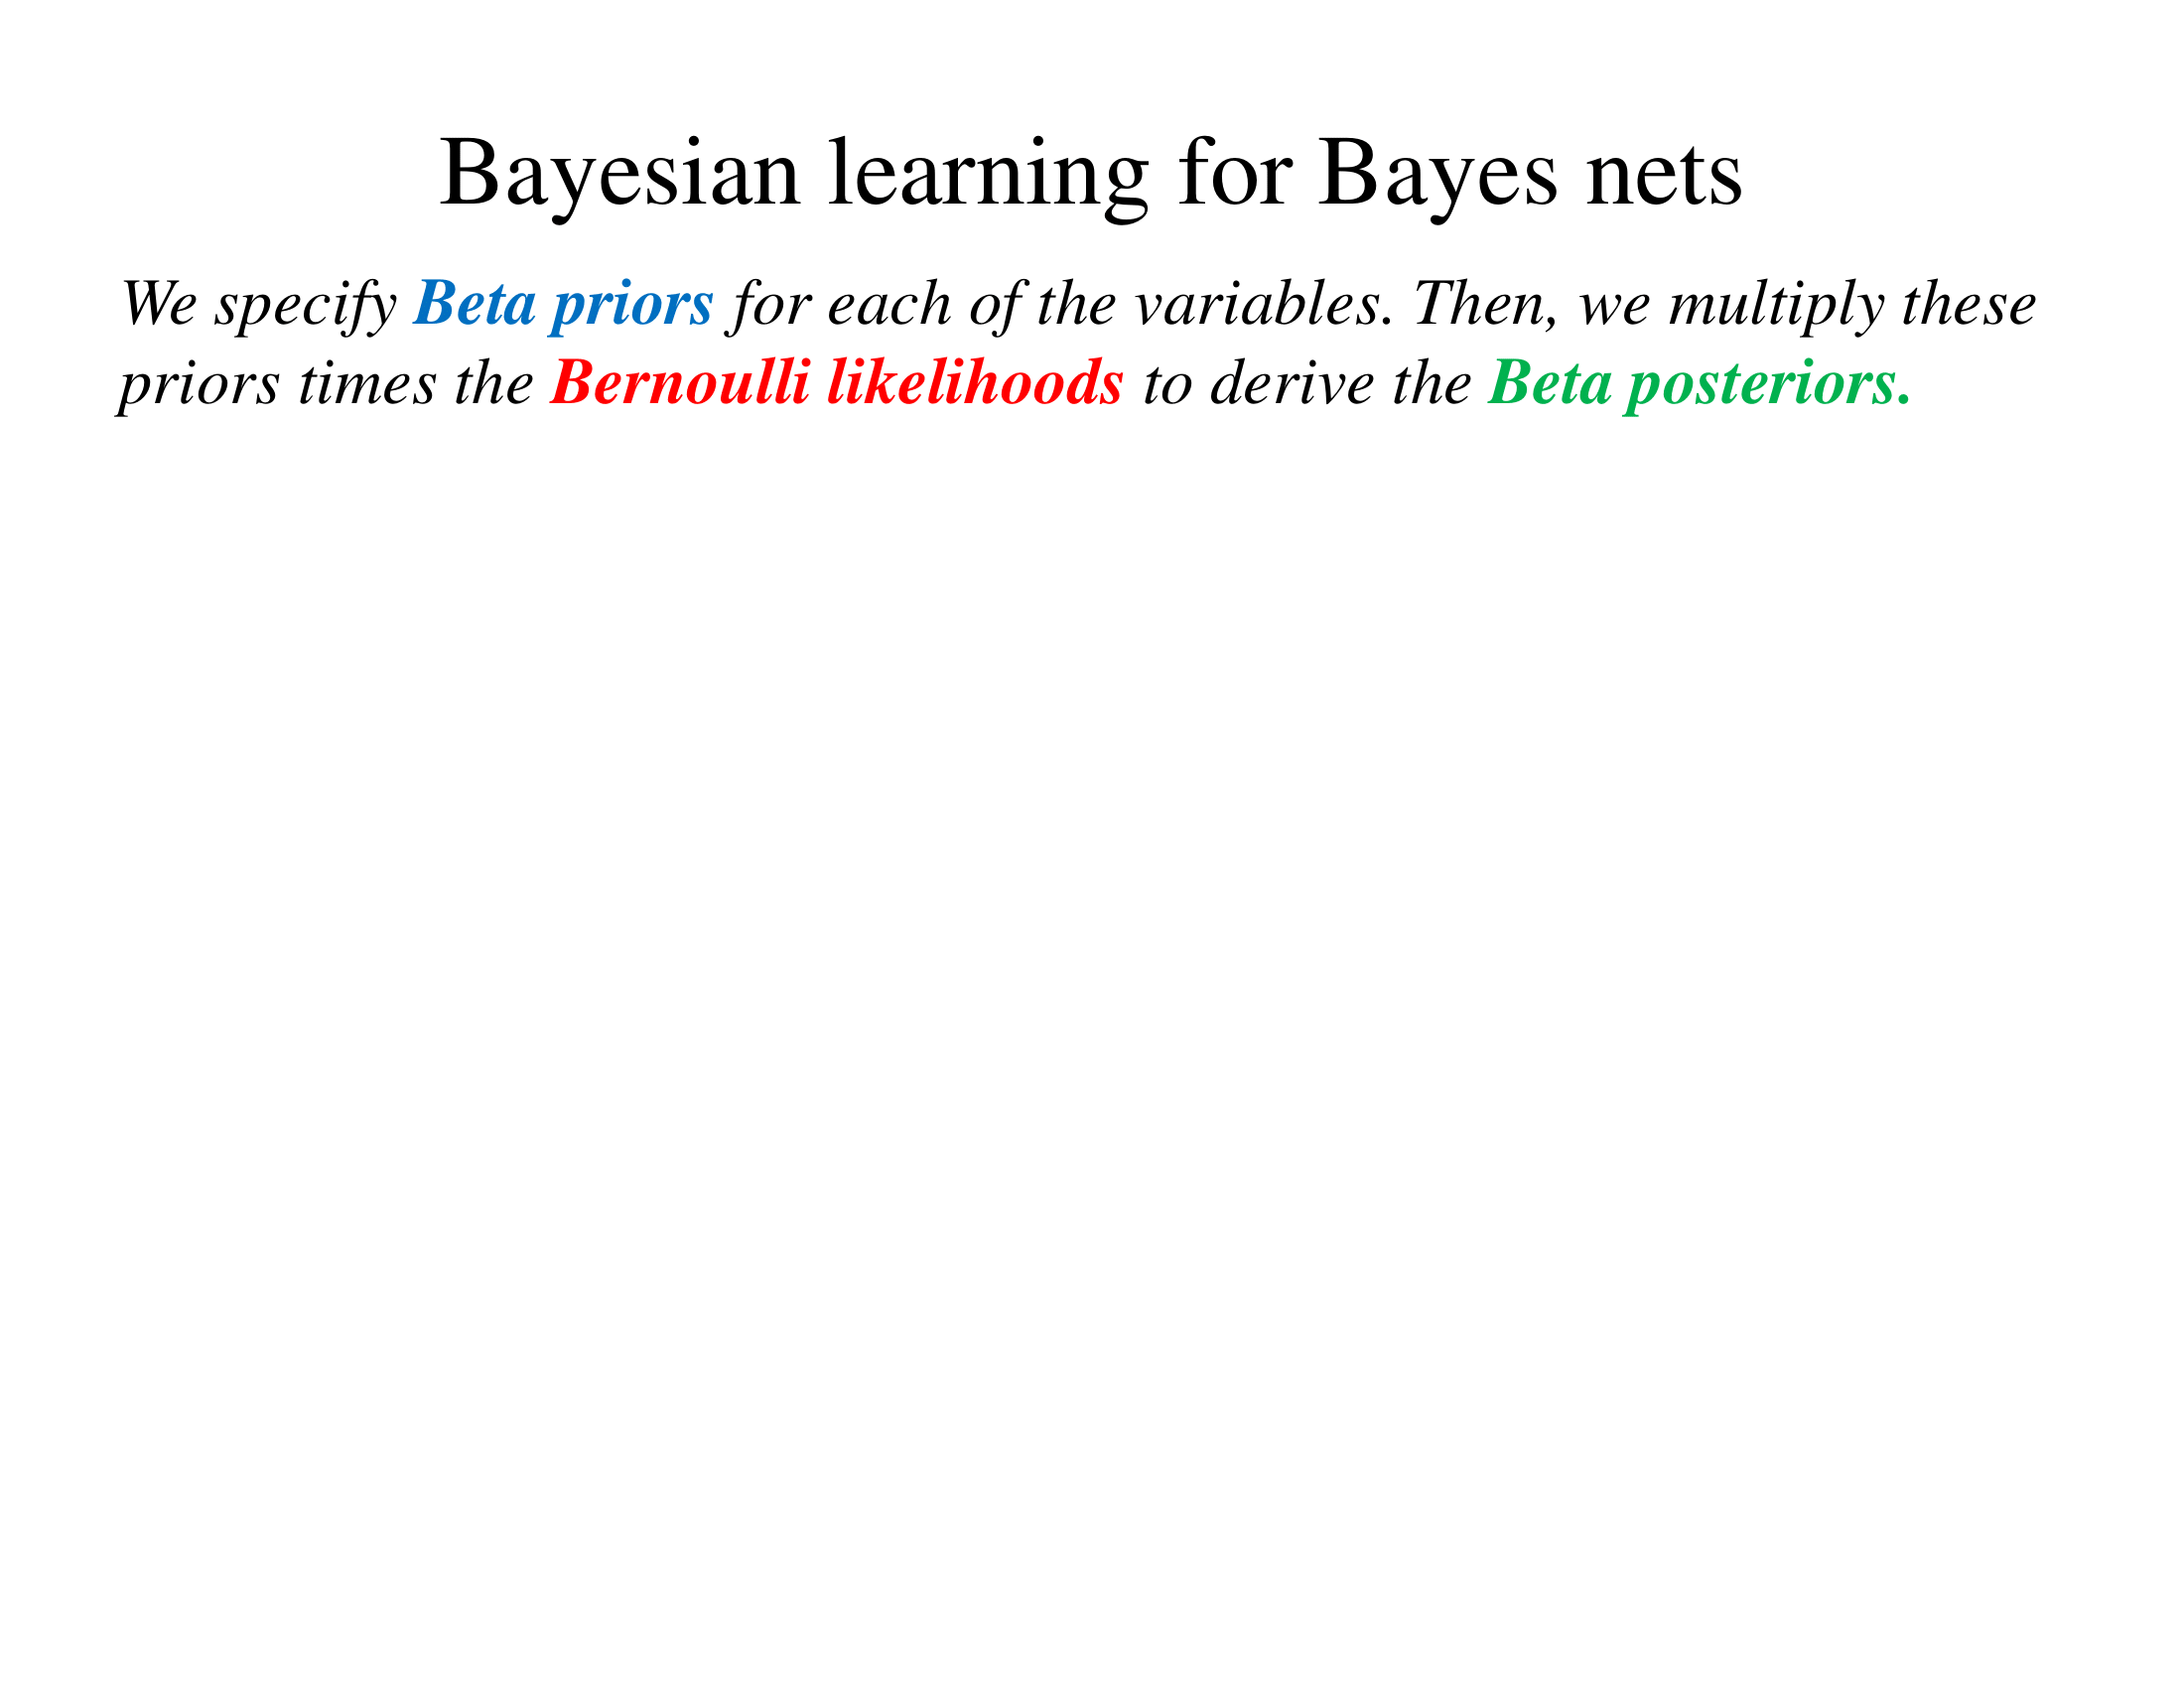 Bayesian learning for Bayes nets
We specify Beta priors for each of the variables. Then, we multiply these
priors times the Bernoulli likelihoods to derive the Beta posteriors.